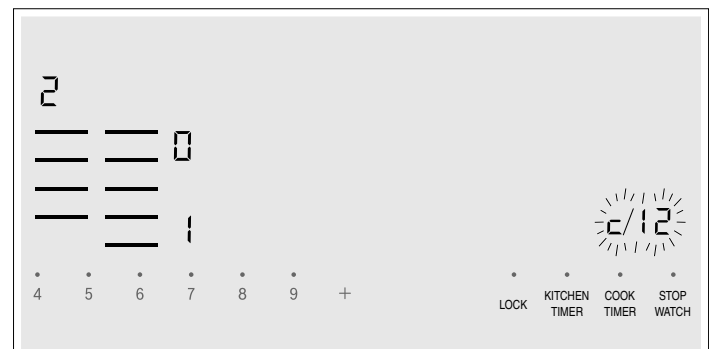 2
0
c/12
1
4 5 6 7 8 9 +
LOCK KITCHEN TIMER COOK TIMER STOP WATCH